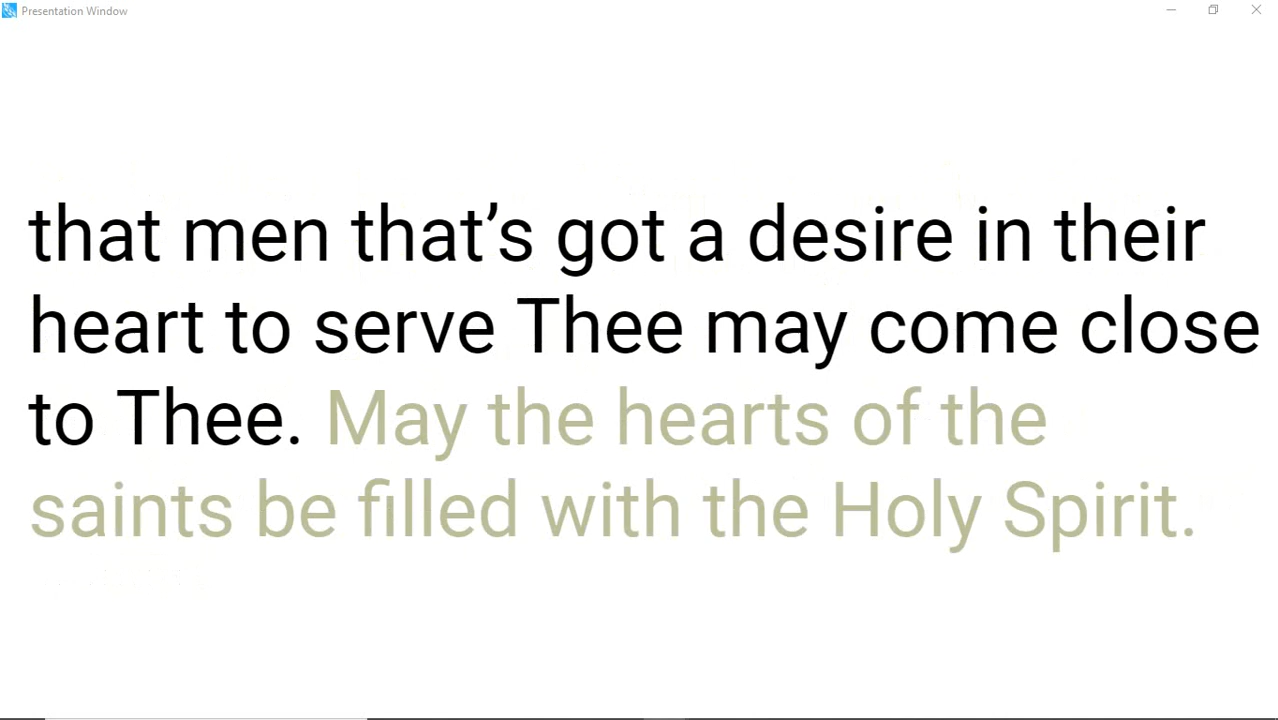 Presentation Window
that men that’s got a desire in their
heart to serve Thee may come close
to Thee. May the hearts of the
saints be filled with the Holy Spirit.